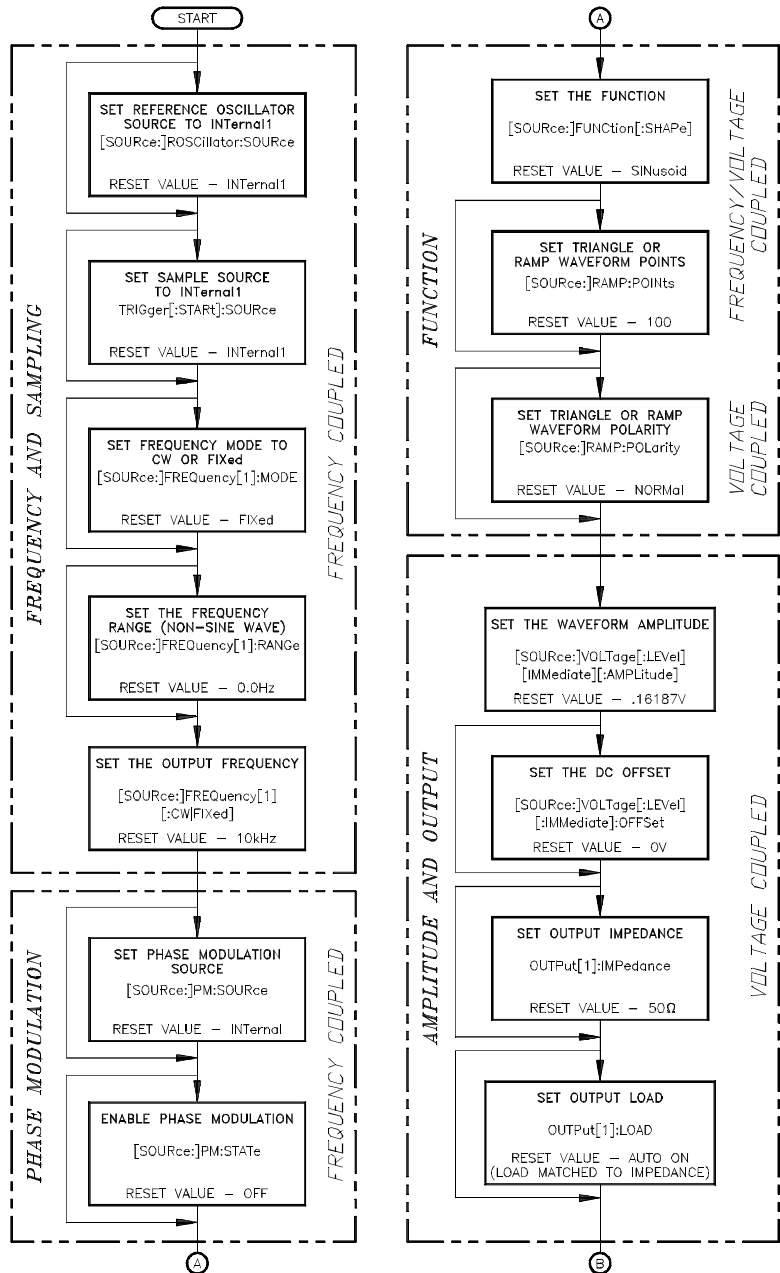 START
FREQUENCY AND SAMPLING
SET REFERENCE OSCILLATOR
SOURCE TO INTernal1
[SOURce:]ROSCillator:SOURce
RESET VALUE – INTernal1
SET SAMPLE SOURCE
TO INTernal1
TRIGger[:STARt]:SOURce
RESET VALUE – INTernal1
SET FREQUENCY MODE TO
CW OR FIXed
[SOURce:]FREQuency[1]:MODE
RESET VALUE – FIXed
SET THE FREQUENCY
RANGE (NON–SINE WAVE)
[SOURce:]FREQuency[1]:RANGe
RESET VALUE – 0.0Hz
SET THE OUTPUT FREQUENCY
[SOURce:]FREQuency[1]
[:CW|FIXed]
RESET VALUE – 10kHz
FREQUENCY COUPLED
PHASE MODULATION
SET PHASE MODULATION
SOURCE
[SOURce:]PM:SOURce
RESET VALUE – INTernal
ENABLE PHASE MODULATION
[SOURce:]PM:STATe
RESET VALUE – OFF
FREQUENCY COUPLED
A
A
FUNCTION
SET THE FUNCTION
[SOURce:]FUNCtion[:SHAPe]
RESET VALUE – SINusoid
SET TRIANGLE OR
RAMP WAVEFORM POINTS
[SOURce:]RAMP:POINts
RESET VALUE – 100
FREQUENCY/VOLTAGE
COUPLED
SET TRIANGLE OR RAMP
WAVEFORM POLARITY
[SOURce:]RAMP:POLarity
RESET VALUE – NORMal
VOLTAGE
COUPLED
AMPLITUDE AND OUTPUT
SET THE WAVEFORM AMPLITUDE
[SOURce:]VOLTage[:LEVel]
[IMMediate][:AMPLitude]
RESET VALUE – .16187V
SET THE DC OFFSET
[SOURce:]VOLTage[:LEVel]
[:IMMediate]:OFFSet
RESET VALUE – 0V
SET OUTPUT IMPEDANCE
OUTPut[1]:IMPedance
RESET VALUE – 50Ω
SET OUTPUT LOAD
OUTPut[1]:LOAD
RESET VALUE – AUTO ON
(LOAD MATCHED TO IMPEDANCE)
VOLTAGE COUPLED
B